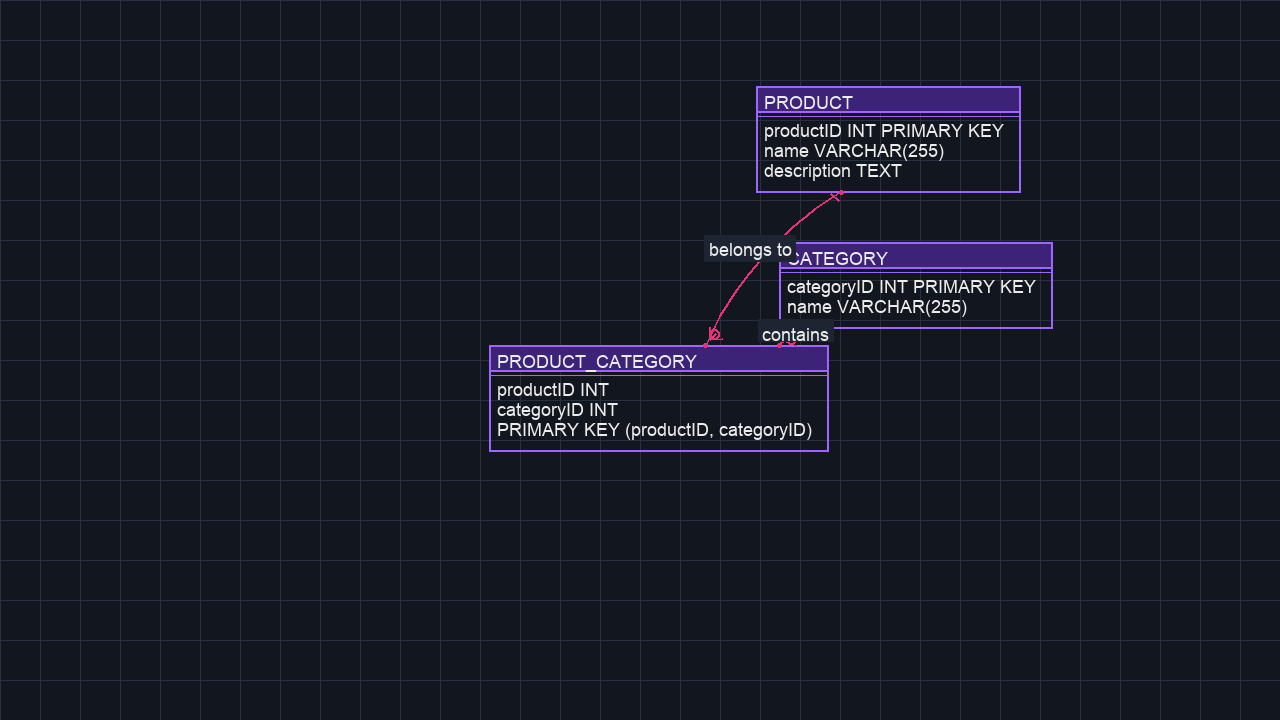 PRODUCT
productID INT PRIMARY KEY
name VARCHAR(255)
description TEXT
belongs to
CATEGORY
categoryID INT PRIMARY KEY
name VARCHAR(255)
contains
PRODUCT_CATEGORY
productID INT
categoryID INT
PRIMARY KEY (productID, categoryID)